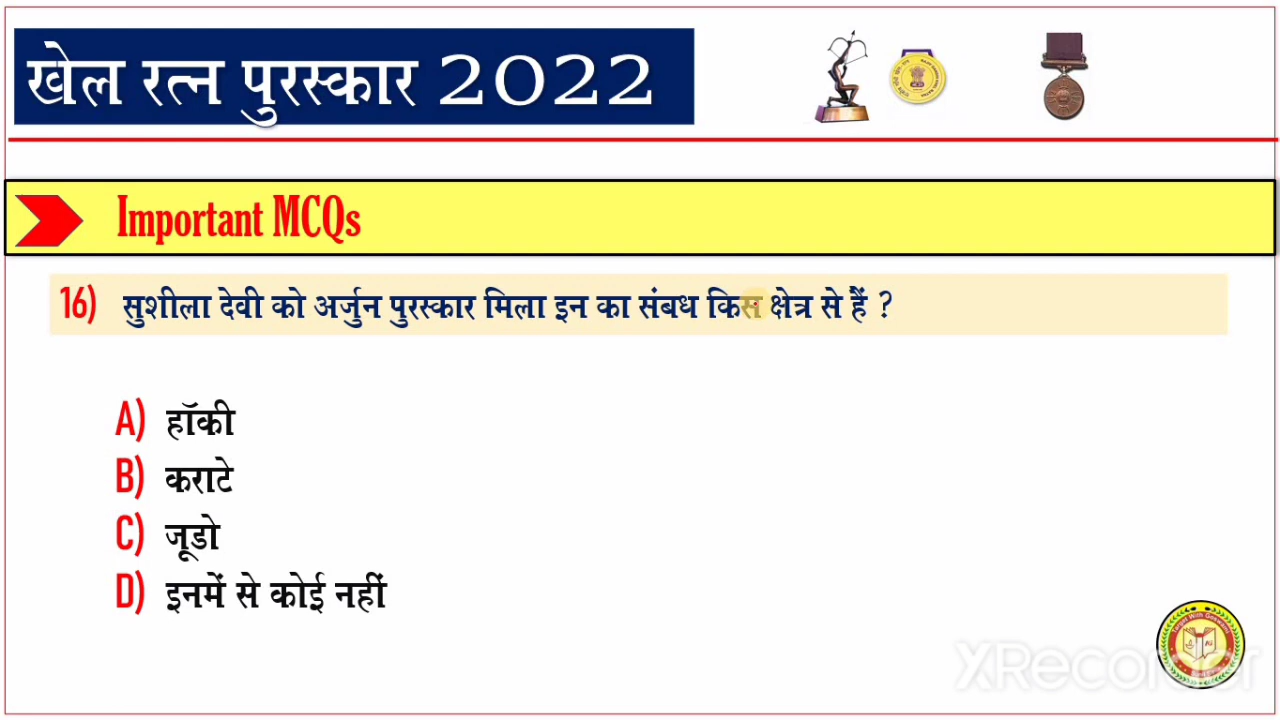 खेल रत्न पुरस्कार 2022
Important MCQs
16) सुशीला देवी को अर्जुन पुरस्कार मिला इन का संबध किस क्षेत्र से हैं ?
A) हॉकी
B) कराटे
C) जूडो
D) इनमें से कोई नहीं
XRecorder